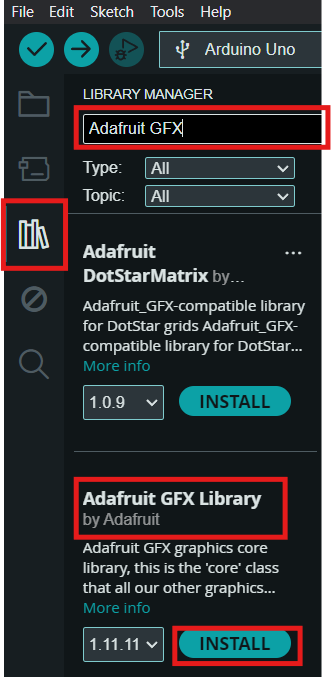 File Edit Sketch Tools Help
Arduino Uno
LIBRARY MANAGER
Adafruit GFX
Type: All
Topic: All
Adafruit ...
DotStarMatrix by...
Adafruit_GFX-compatible library
for DotStar grids Adafruit_GFX-
compatible library for DotStar...
More info
1.0.9 INSTALL
Adafruit GFX Library
by Adafruit
Adafruit GFX graphics core
library, this is the 'core' class
that all our other graphics...
More info
1.11.11 INSTALL